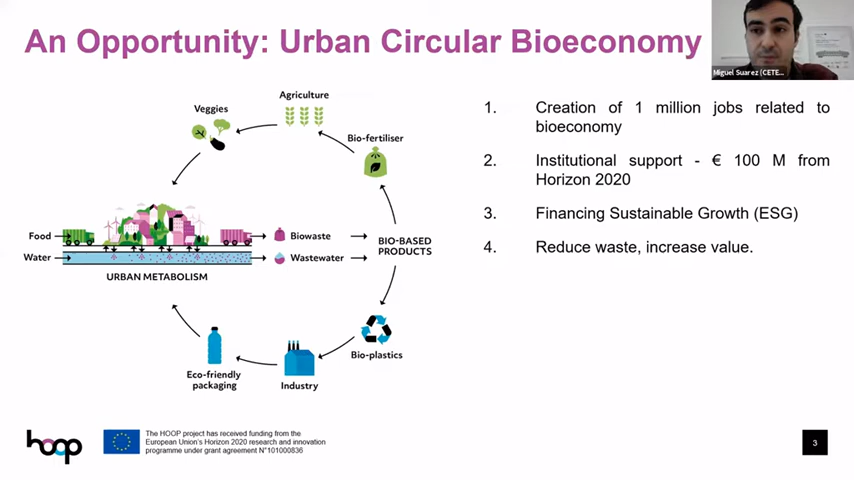 An Opportunity: Urban Circular Bioeconomy
Miguel Suarez (CETE...
Agriculture
Veggies
Bio-fertiliser
Food
Water
Biowaste
Wastewater
BIO-BASED
PRODUCTS
URBAN METABOLISM
Bio-plastics
Eco-friendly
packaging
Industry
1. Creation of 1 million jobs related to
bioeconomy
2. Institutional support - € 100 M from
Horizon 2020
3. Financing Sustainable Growth (ESG)
4. Reduce waste, increase value.
hoop
The HOOP project has received funding from the
European Union's Horizon 2020 research and innovation
programme under grant agreement N°101000836
3